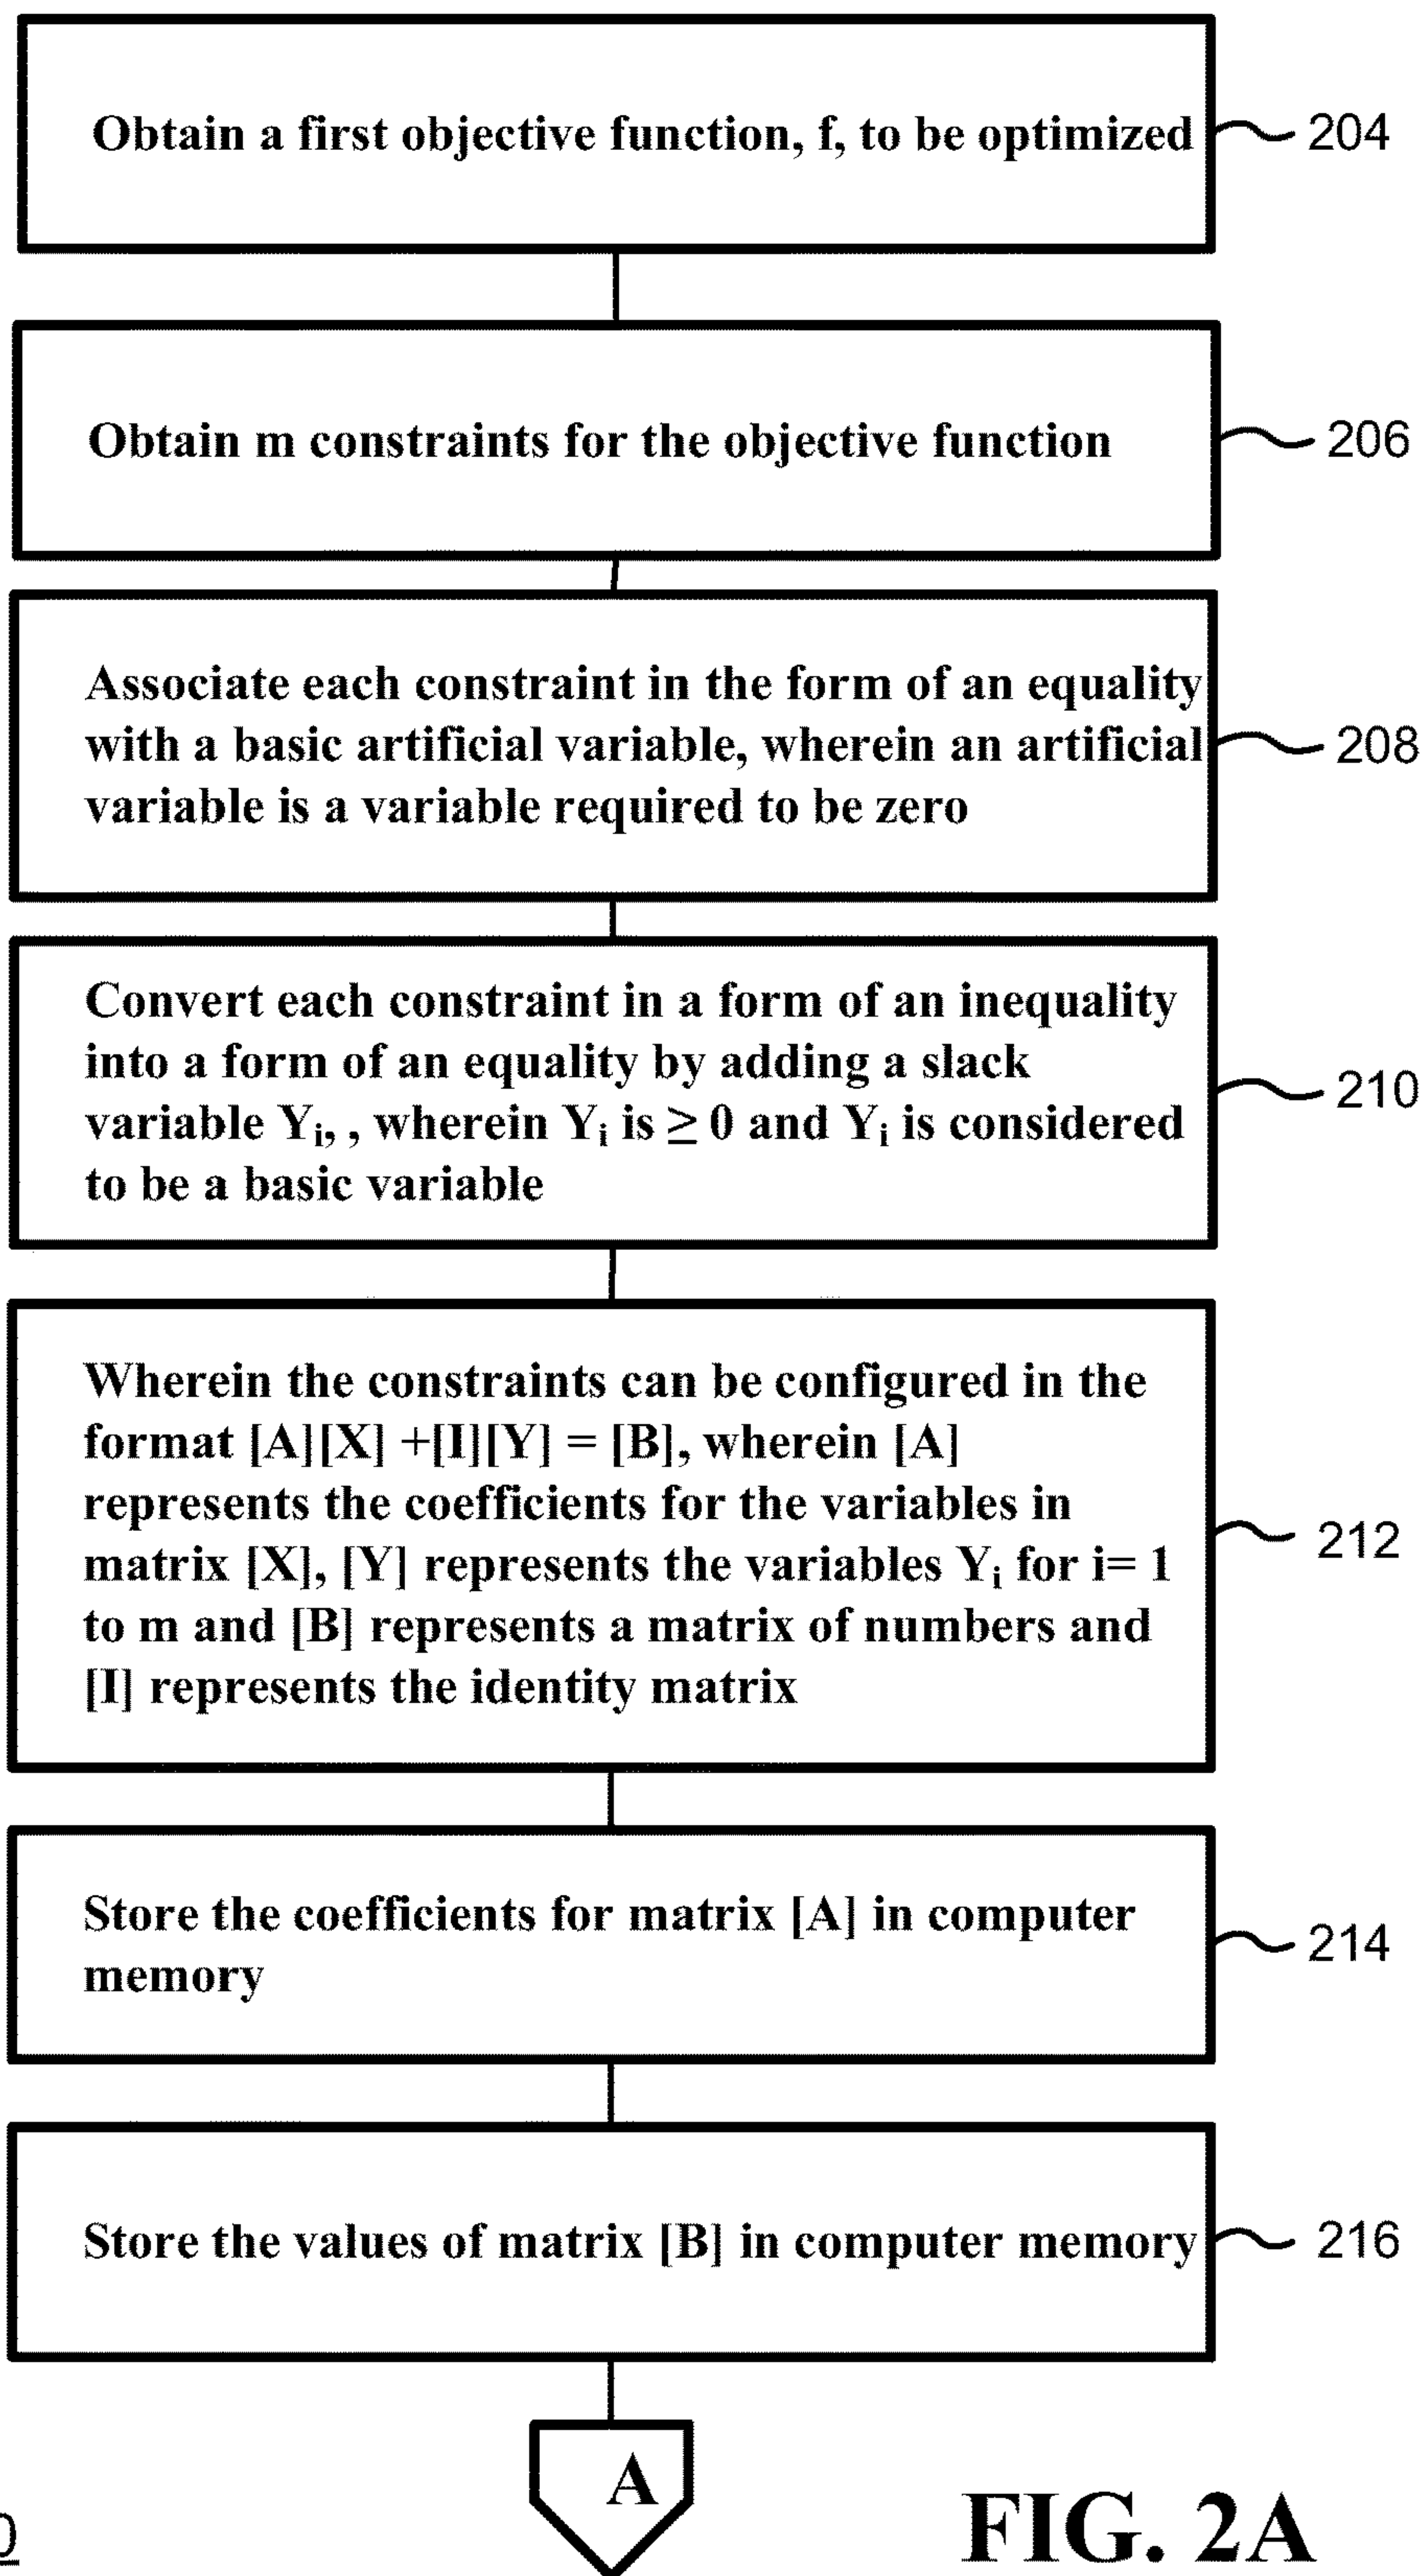 Obtain a first objective function, f, to be optimized
204
Obtain m constraints for the objective function
206
Associate each constraint in the form of an equality
with a basic artificial variable, wherein an artificial
variable is a variable required to be zero
208
Convert each constraint in a form of an inequality
into a form of an equality by adding a slack
variable Yi, , wherein Yi is ≥ 0 and Yi is considered
to be a basic variable
210
Wherein the constraints can be configured in the
format [A][X] +[I][Y] = [B], wherein [A]
represents the coefficients for the variables in
matrix [X], [Y] represents the variables Yi for i= 1
to m and [B] represents a matrix of numbers and
[I] represents the identity matrix
212
Store the coefficients for matrix [A] in computer
memory
214
Store the values of matrix [B] in computer memory
216
A
FIG. 2A